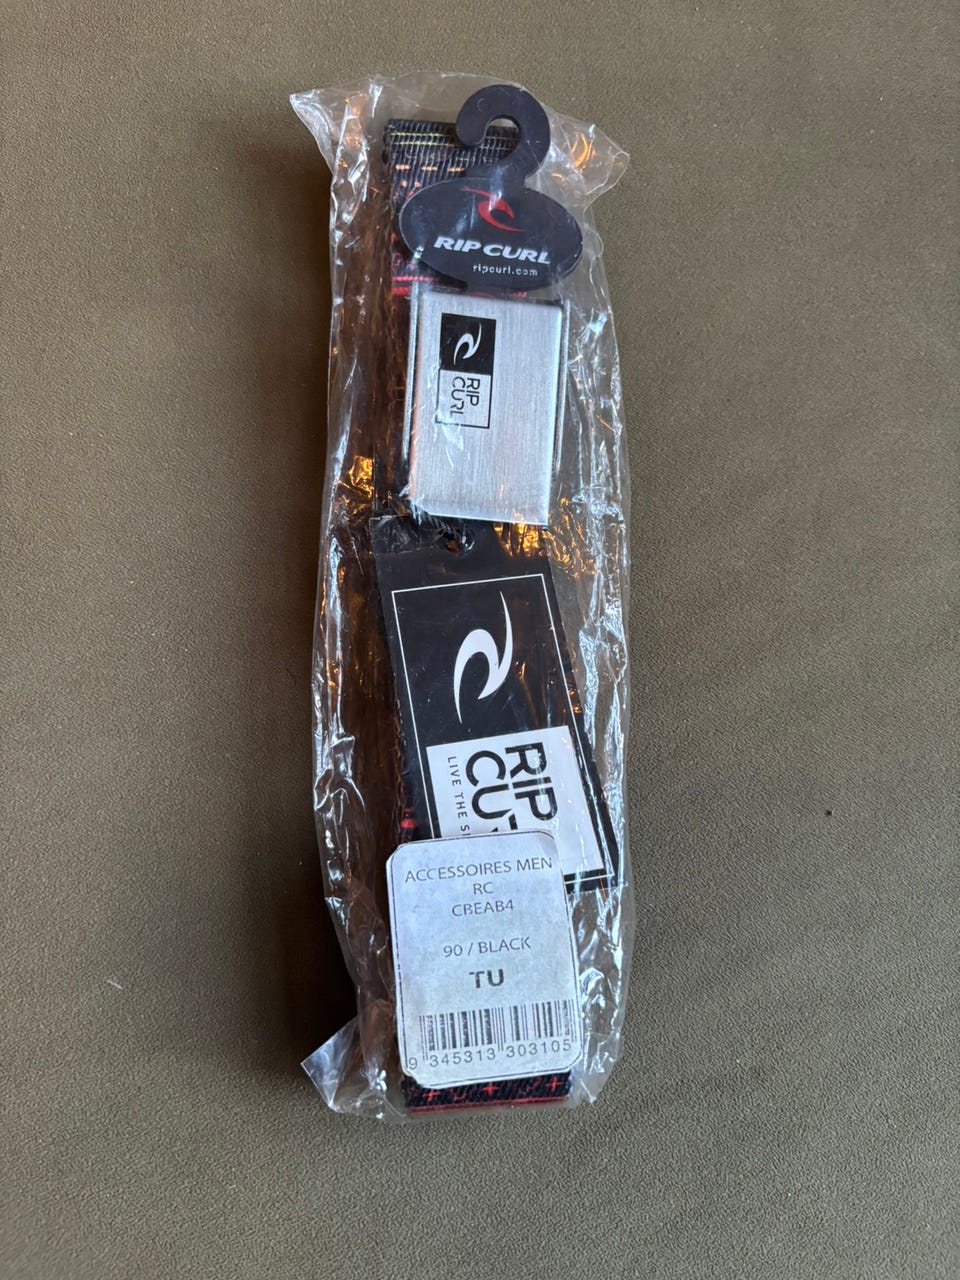 RIP CURL
ripcurl.com
RIP
CURL
RIP
CU
LIVE THE S
ACCESSOIRES MEN
RC
CBEAB4
90 / BLACK
TU
9 345313 303105